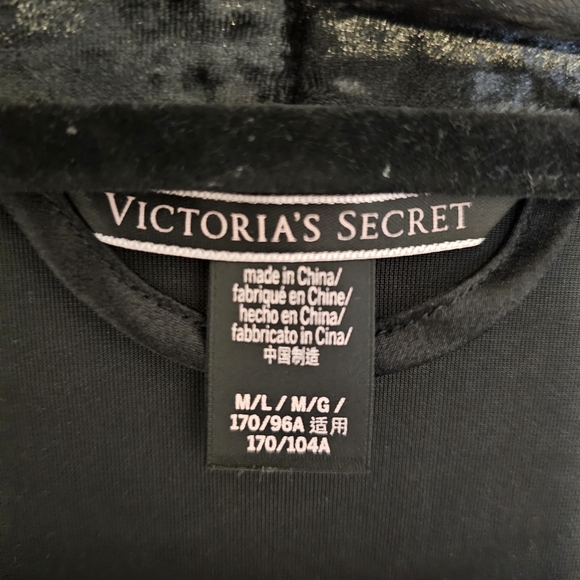 VICTORIA'S SECRET
made in China/
fabriqué en Chine/
hecho en China/
fabbricato in Cina/
中国制造
M/L / M/G /
170/96A 适用
170/104A